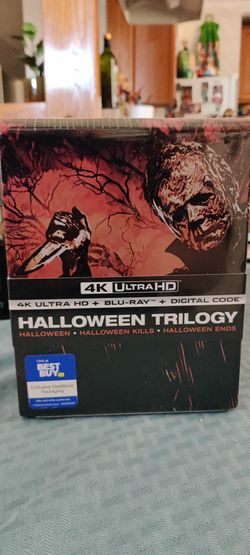 4K ULTRA HD
4K ULTRA HD + BLU-RAY + DIGITAL CODE
HALLOWEEN TRILOGY
HALLOWEEN • HALLOWEEN KILLS • HALLOWEEN ENDS
Only at
BEST
BUY
Exclusive SteelBook
Packaging